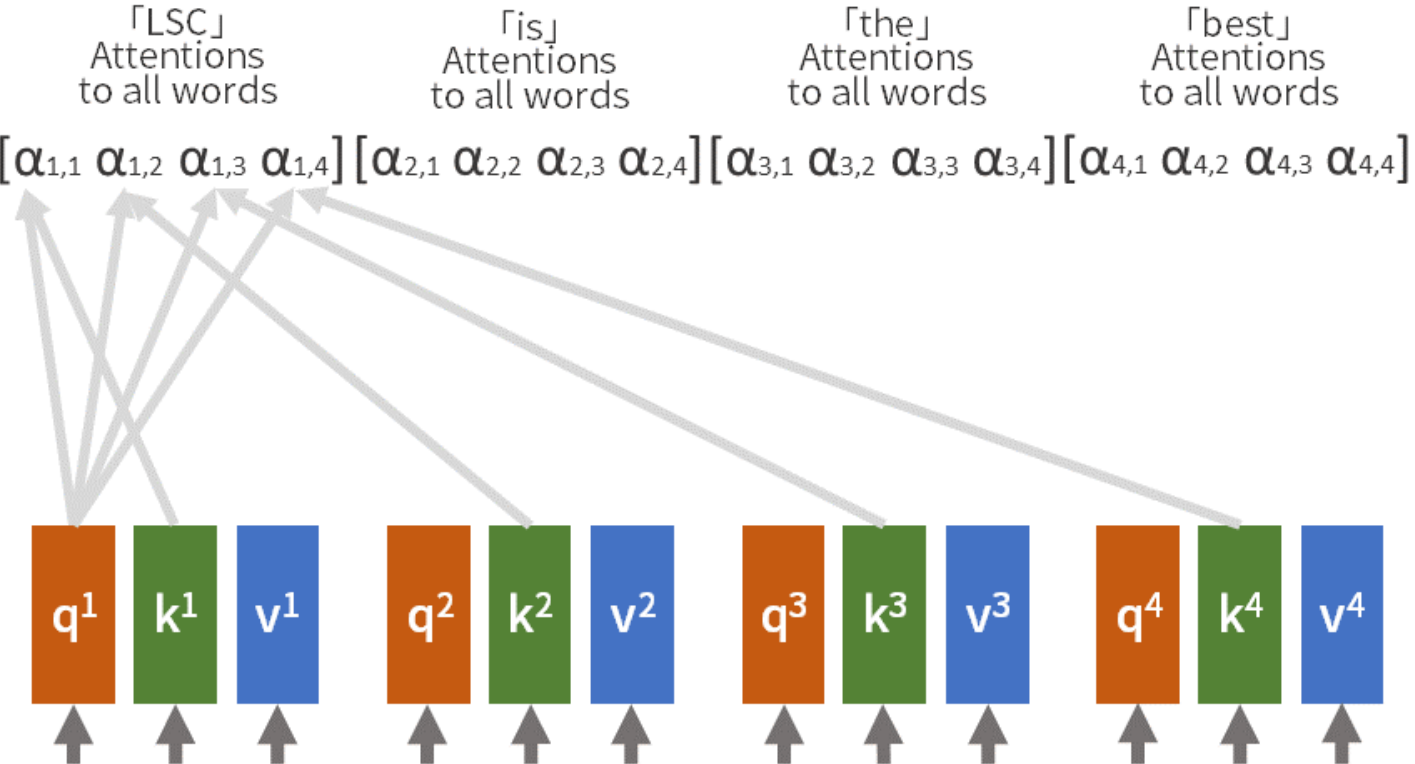 「LSC」
Attentions
to all words
「is」
Attentions
to all words
「the」
Attentions
to all words
「best」
Attentions
to all words
[α1,1 α1,2 α1,3 α1,4] [α2,1 α2,2 α2,3 α2,4] [α3,1 α3,2 α3,3 α3,4] [α4,1 α4,2 α4,3 α4,4]
q¹ k¹ v¹ q² k² v² q³ k³ v³ q⁴ k⁴ v⁴